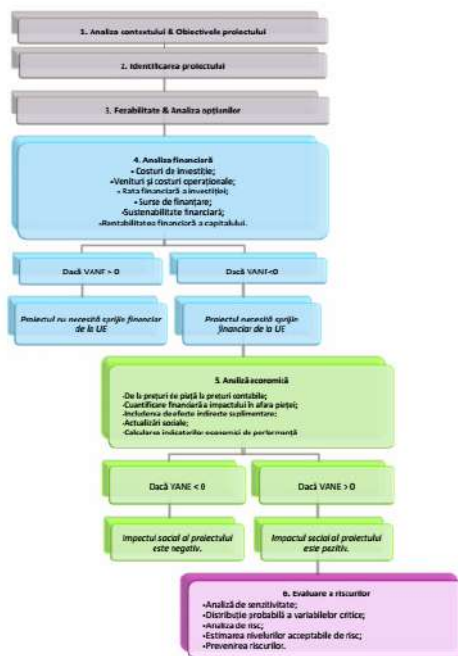 1. Analiza contextului & Obiectivele proiectului
2. Identificarea proiectului
3. Fezabilitate & Analiza opțiunilor
4. Analiza financiară
•Costuri de investiție;
•Venituri și costuri operaționale;
•Rata financiară a investiției;
•Surse de finanțare;
•Sustenabilitate financiară;
•Rentabilitatea financiară a capitalului.
Dacă VANF > 0
Dacă VANF<0
Proiectul nu necesită sprijin financiar
de la UE
Proiectul necesită sprijin
financiar de la UE
5. Analiză economică
-De la prețuri de piață la prețuri contabile;
-Cuantificare financiară a impactului în afara pieței;
-Includerea de efecte indirecte suplimentare;
-Actualizări sociale;
-Calcularea indicatorilor economici de performanță
Dacă VANE < 0
Dacă VANE > 0
Impactul social al proiectului
este negativ.
Impactul social al proiectului
este pozitiv.
6. Evaluare a riscurilor
•Analiză de senzitivitate;
•Distribuție probabilă a variabilelor critice;
•Analiza de risc;
•Estimarea nivelurilor acceptabile de risc;
•Prevenirea riscurilor.